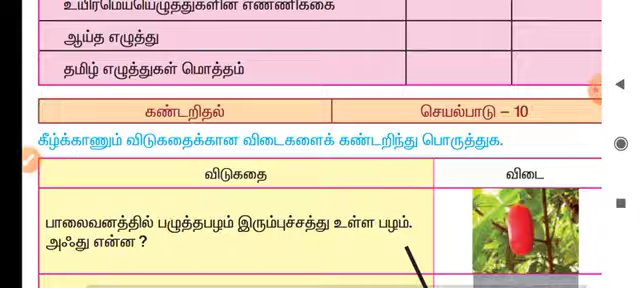 உயிர்மெய்யெழுத்துகளின் எண்ணிக்கை
ஆய்த எழுத்து
தமிழ் எழுத்துகள் மொத்தம்
கண்டறிதல் செயல்பாடு – 10
கீழ்க்காணும் விடுகதைக்கான விடைகளைக் கண்டறிந்து பொருத்துக.
விடுகதை விடை
பாலைவனத்தில் பழுத்தபழம் இரும்புச்சத்து உள்ள பழம்.
அஃது என்ன ?